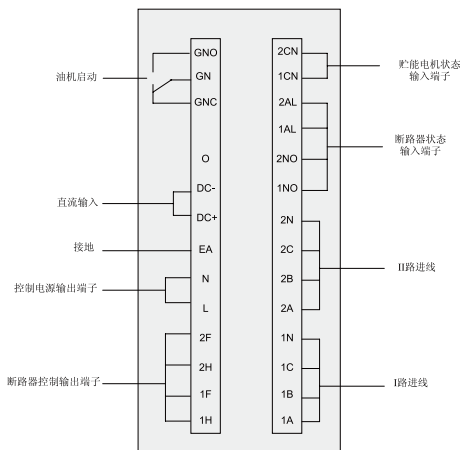 油机启动
直流输入
接地
控制电源输出端子
断路器控制输出端子
GNO
GN
GNC
O
DC-
DC+
EA
N
L
2F
2H
1F
1H
2CN
1CN
2AL
1AL
2NO
1NO
2N
2C
2B
2A
1N
1C
1B
1A
贮能电机状态
输入端子
断路器状态
输入端子
II路进线
I路进线